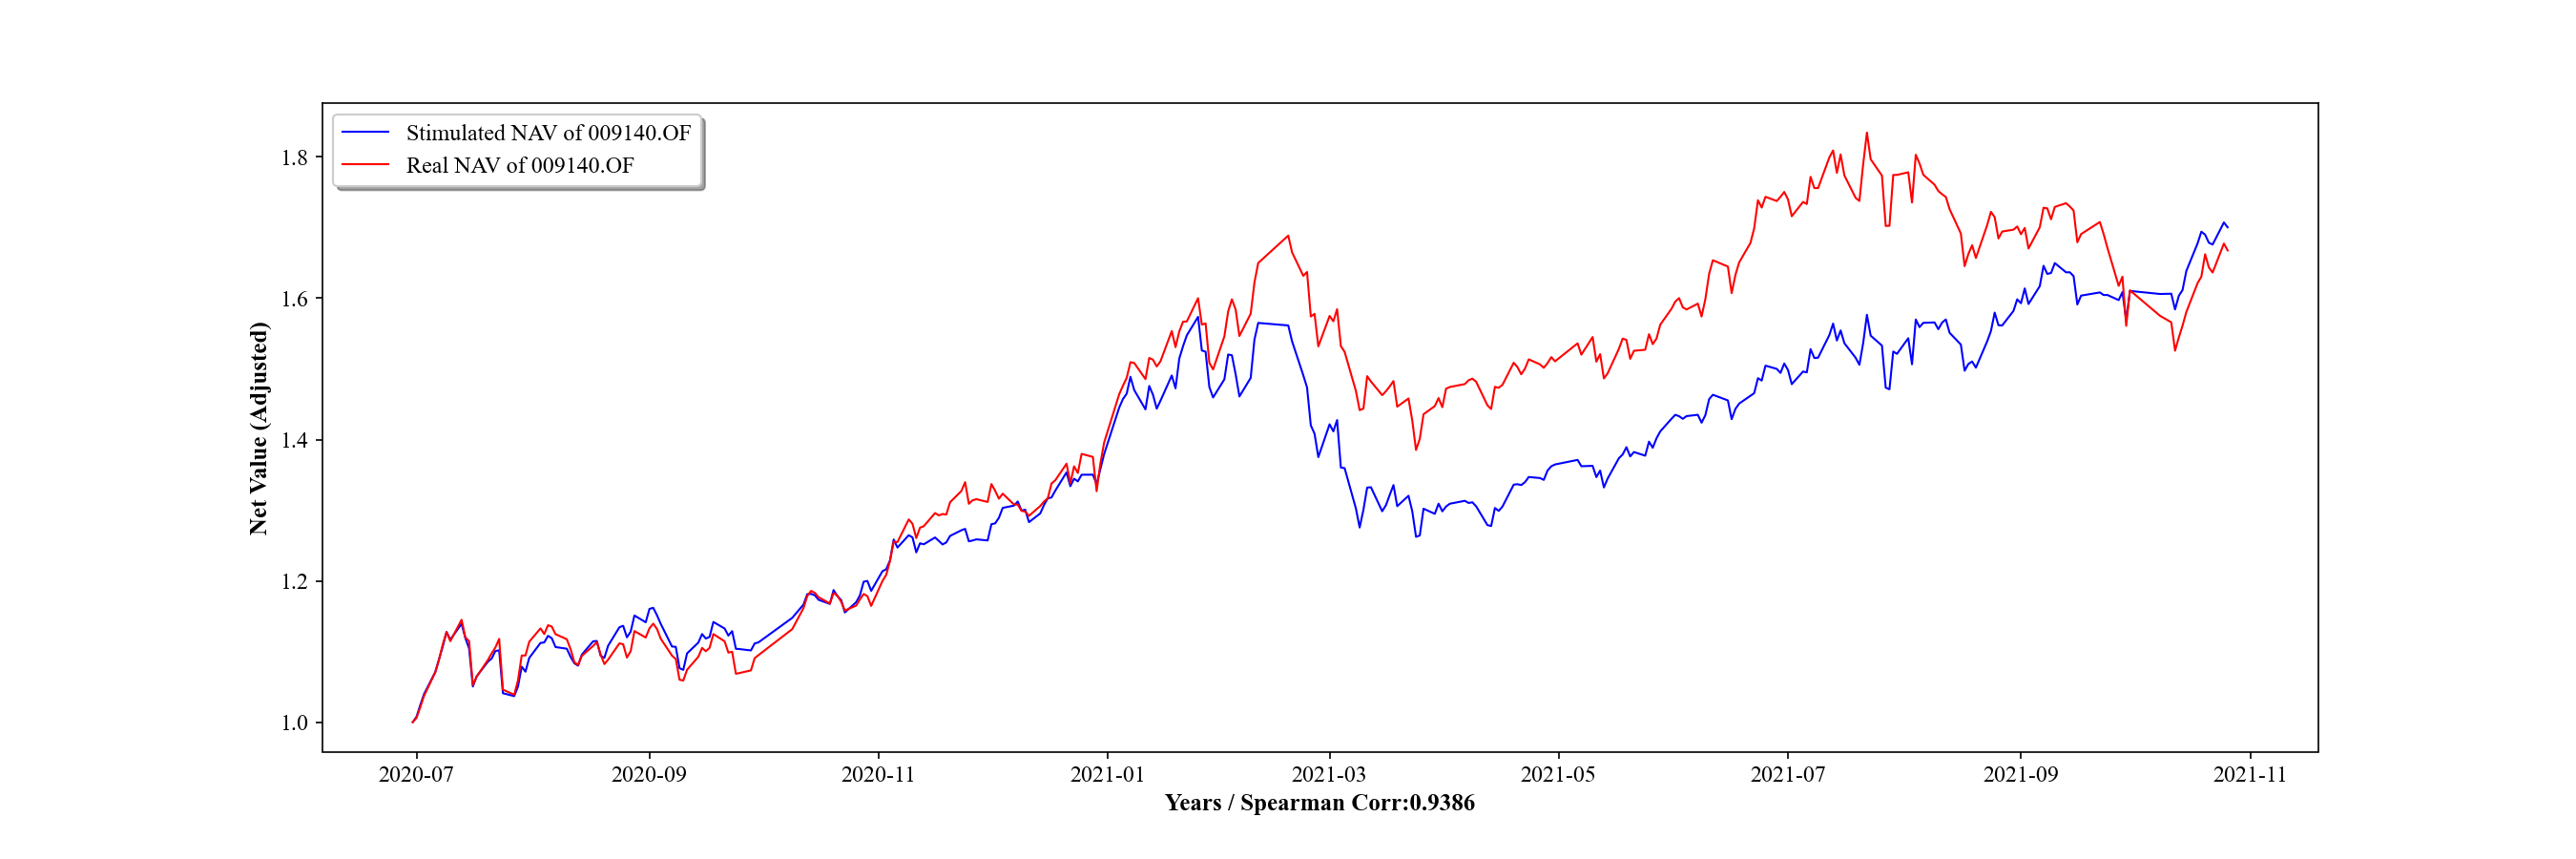 Stimulated NAV of 009140.OF
Real NAV of 009140.OF
1.8
1.6
1.4
1.2
1.0
Net Value (Adjusted)
2020-07 2020-09 2020-11 2021-01 2021-03 2021-05 2021-07 2021-09 2021-11
Years / Spearman Corr:0.9386